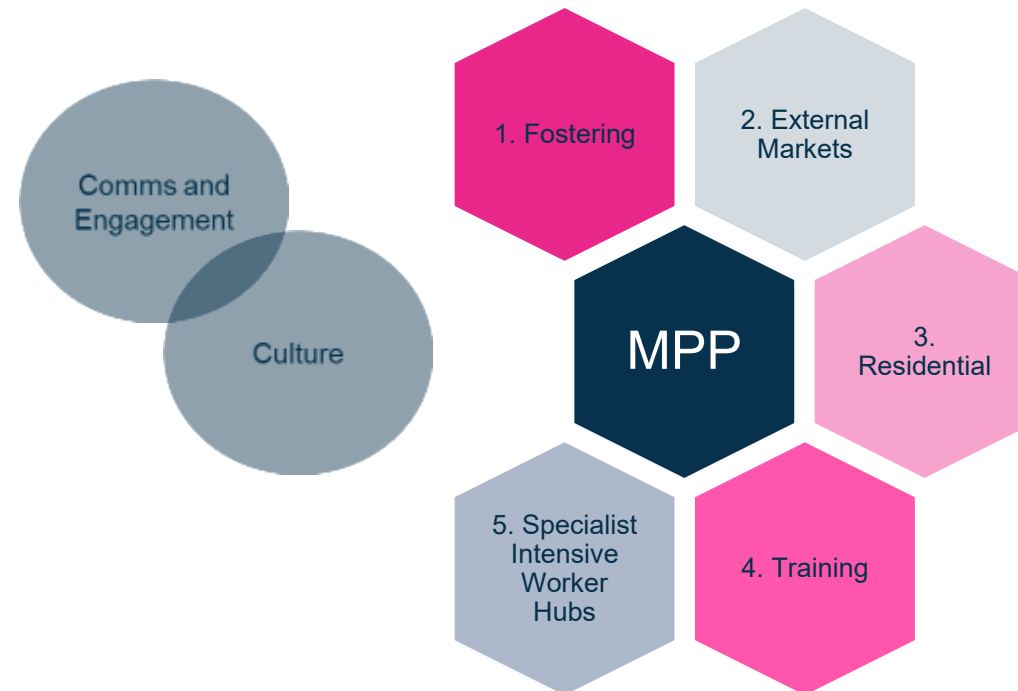 Comms and
Engagement
Culture
1. Fostering
2. External
Markets
MPP
3.
Residential
5. Specialist
Intensive
Worker
Hubs
4. Training